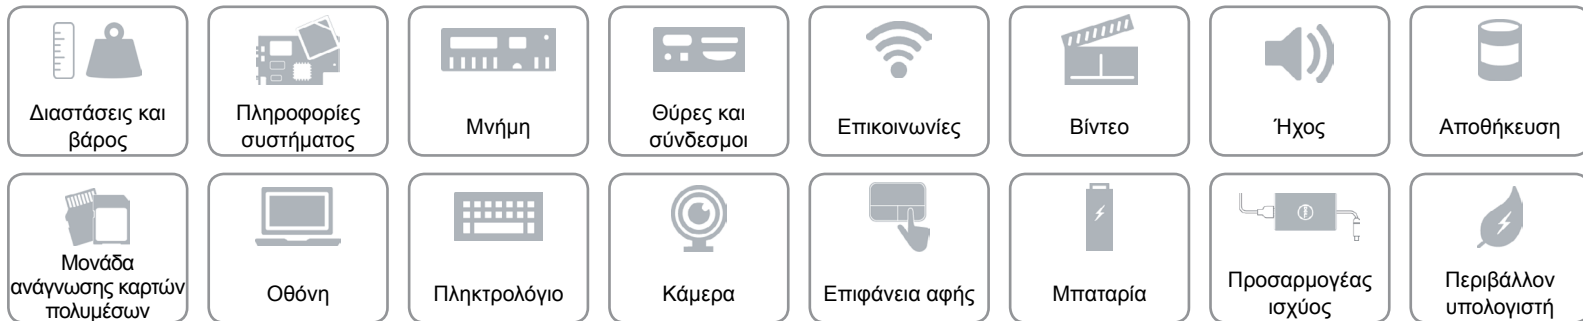 Διαστάσεις και
βάρος
Πληροφορίες
συστήματος
Μνήμη
Θύρες και
σύνδεσμοι
Επικοινωνίες
Βίντεο
Ήχος
Αποθήκευση
Μονάδα
ανάγνωσης καρτών
πολυμέσων
Οθόνη
Πληκτρολόγιο
Κάμερα
Επιφάνεια αφής
Μπαταρία
Προσαρμογέας
ισχύος
Περιβάλλον
υπολογιστή